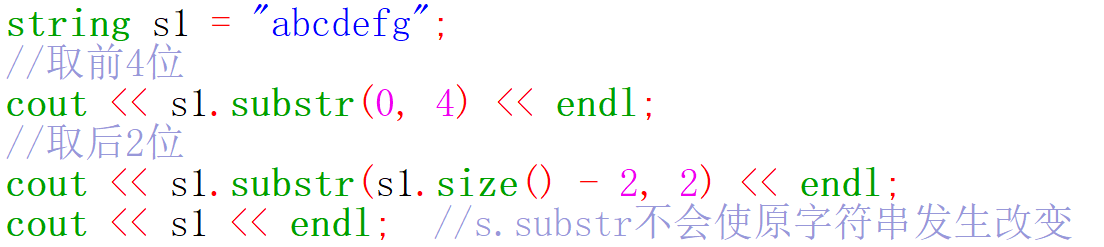 string s1 = "abcdefg";
//取前4位
cout << s1.substr(0, 4) << endl;
//取后2位
cout << s1.substr(s1.size() - 2, 2) << endl;
cout << s1 << endl;  //s.substr不会使原字符串发生改变